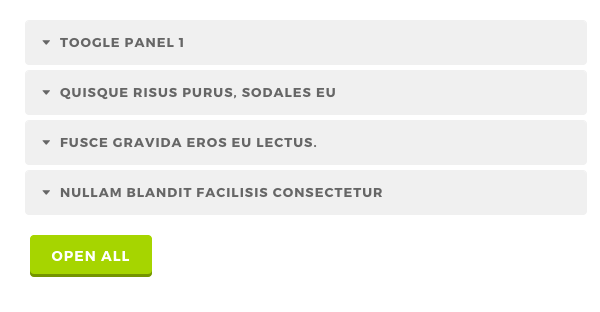 TOOGLE PANEL 1
QUISQUE RISUS PURUS, SODALES EU
FUSCE GRAVIDA EROS EU LECTUS.
NULLAM BLANDIT FACILISIS CONSECTETUR
OPEN ALL